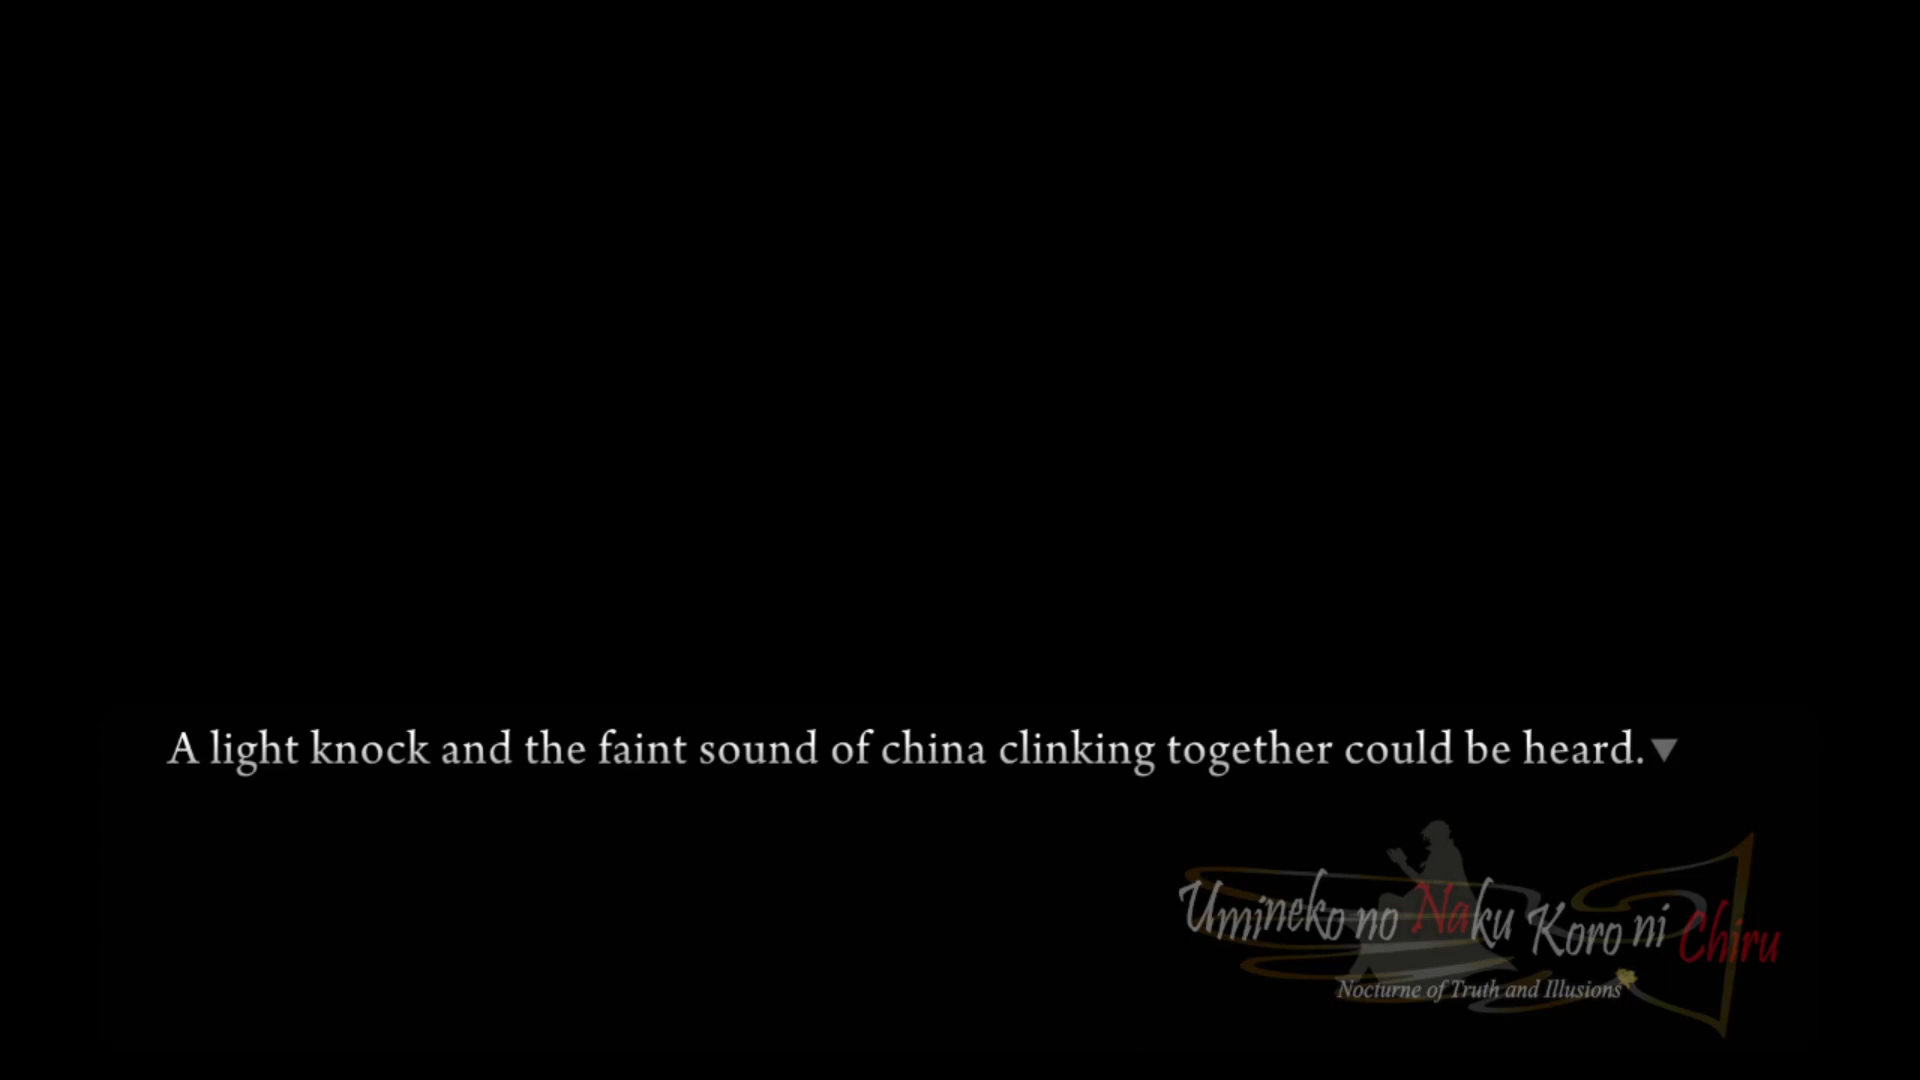 A light knock and the faint sound of china clinking together could be heard.
Umineko no Naku Koro ni Chiru
Nocturne of Truth and Illusions